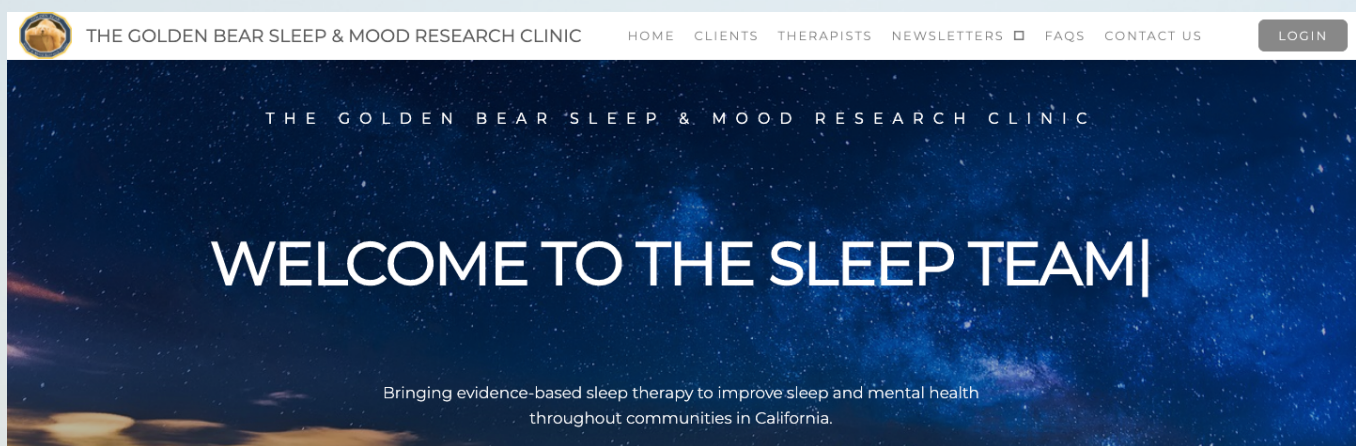 THE GOLDEN BEAR SLEEP & MOOD RESEARCH CLINIC HOME CLIENTS THERAPISTS NEWSLETTERS FAQS CONTACT US LOGIN
THE GOLDEN BEAR SLEEP & MOOD RESEARCH CLINIC
WELCOME TO THE SLEEP TEAM|
Bringing evidence-based sleep therapy to improve sleep and mental health
throughout communities in California.